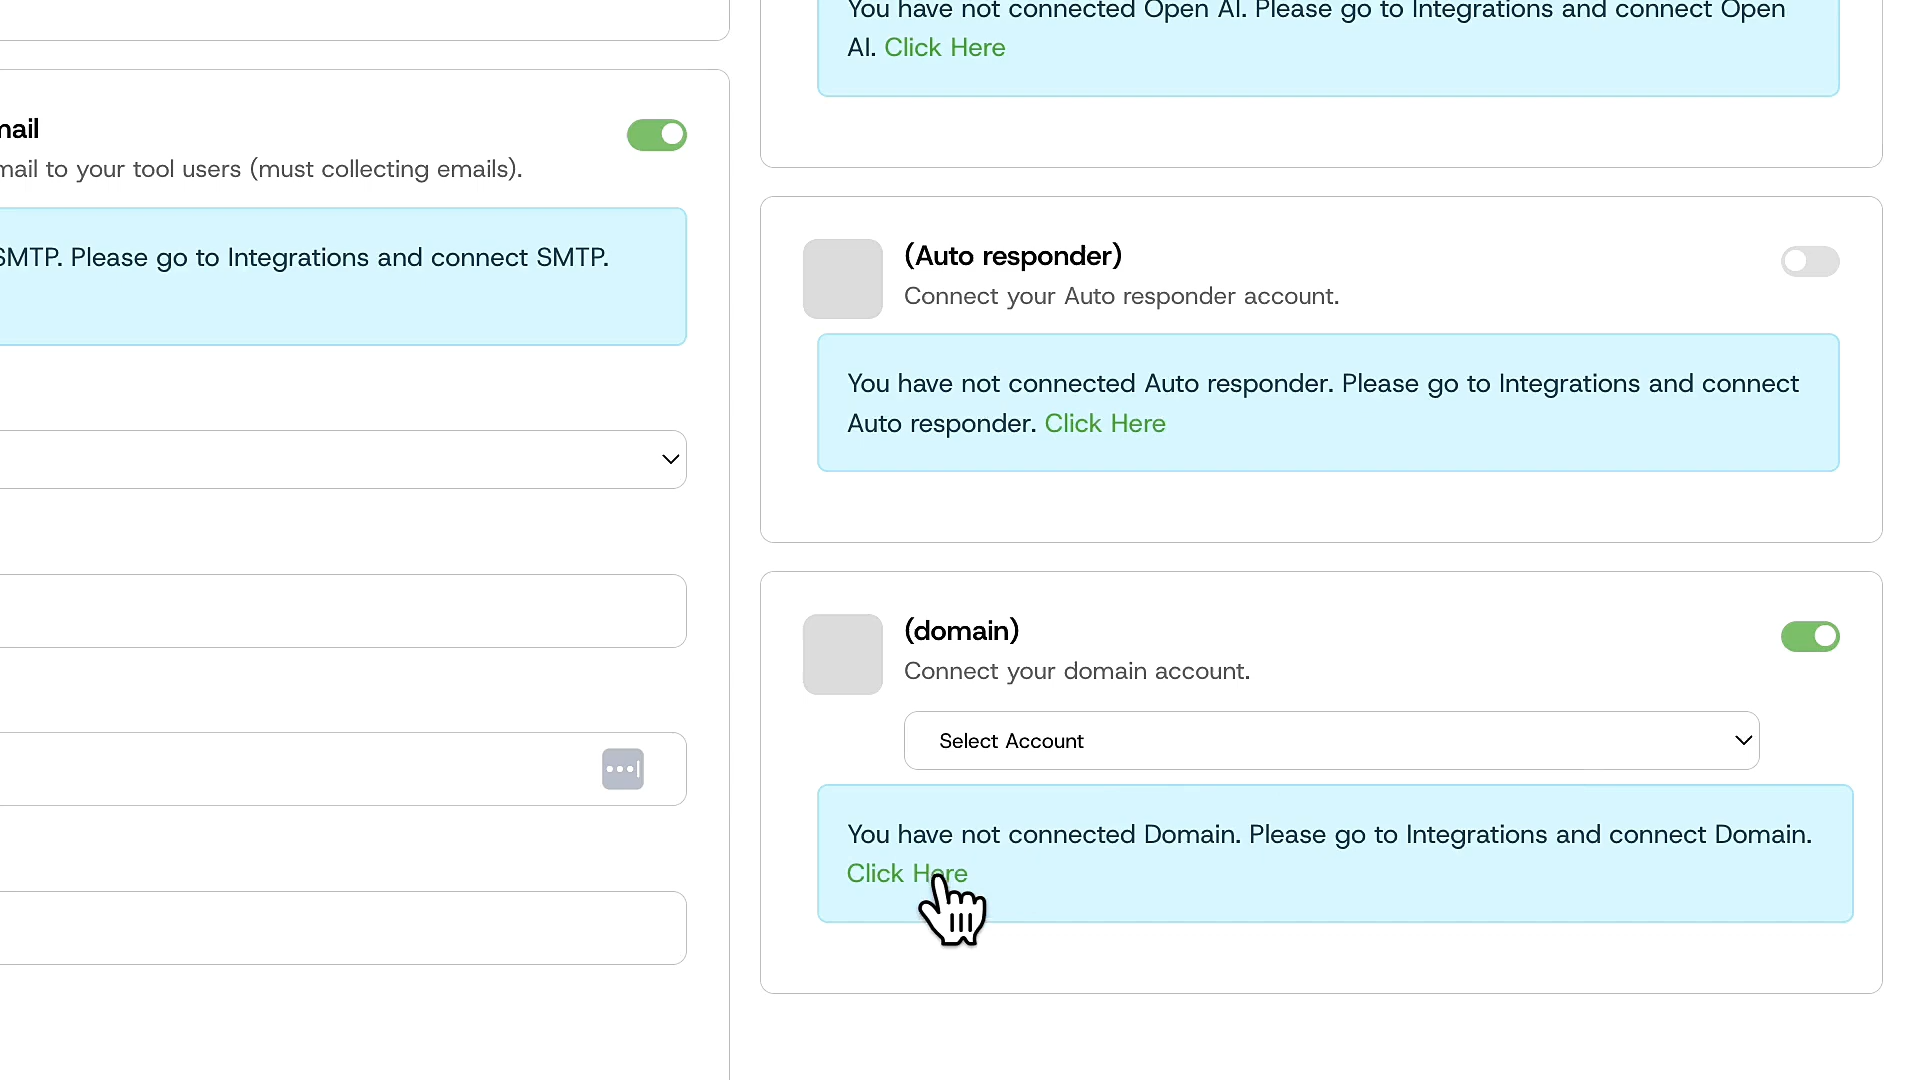 mail
mail to your tool users (must collecting emails).
SMTP. Please go to Integrations and connect SMTP.
You have not connected Open AI. Please go to Integrations and connect Open
AI. Click Here
(Auto responder)
Connect your Auto responder account.
You have not connected Auto responder. Please go to Integrations and connect
Auto responder. Click Here
(domain)
Connect your domain account.
Select Account
You have not connected Domain. Please go to Integrations and connect Domain.
Click Here